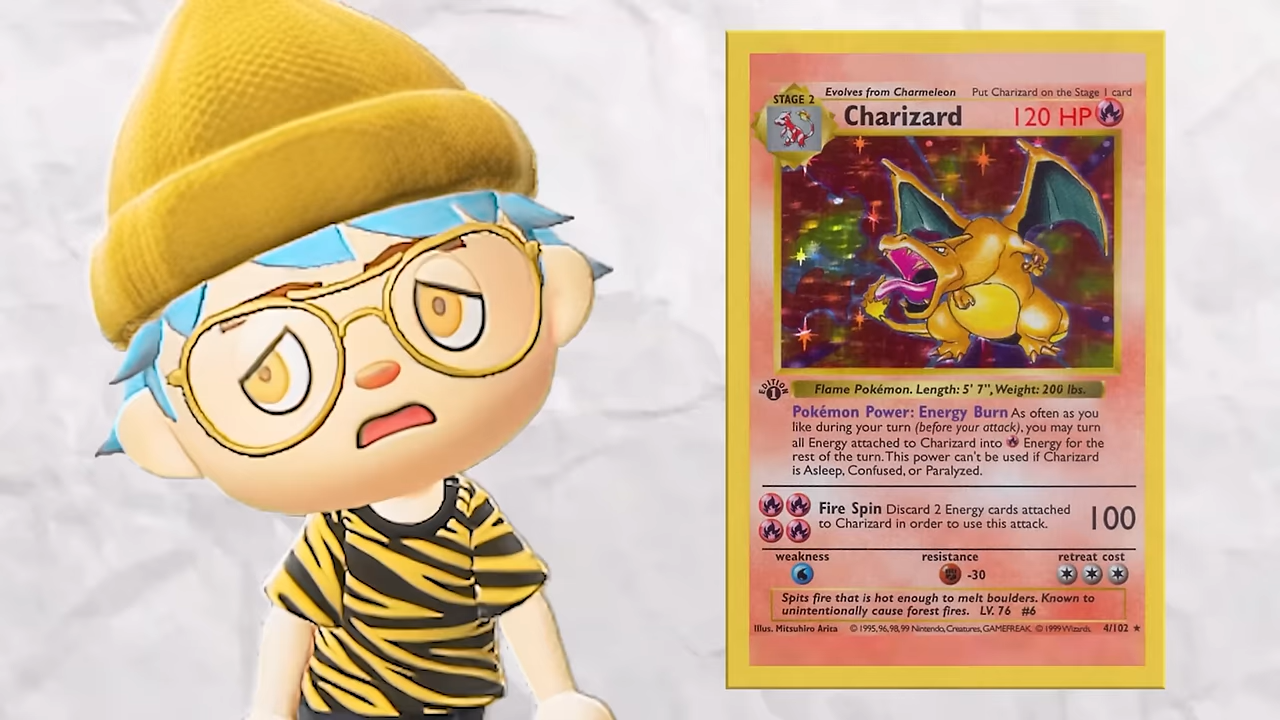 Evolves from Charmeleon Put Charizard on the Stage 1 card
STAGE 2
Charizard 120 HP
EDITION 1
Flame Pokémon. Length: 5' 7", Weight: 200 lbs.
Pokémon Power: Energy Burn As often as you
like during your turn (before your attack), you may turn
all Energy attached to Charizard into Energy for the
rest of the turn. This power can't be used if Charizard
is Asleep, Confused, or Paralyzed.
Fire Spin Discard 2 Energy cards attached
to Charizard in order to use this attack.
100
weakness resistance retreat cost
-30
Spits fire that is hot enough to melt boulders. Known to
unintentionally cause forest fires. LV. 76 #6
Illus. Mitsuhiro Arita © 1995, 96, 98, 99 Nintendo, Creatures, GAMEFREAK. © 1999 Wizards. 4/102 ★